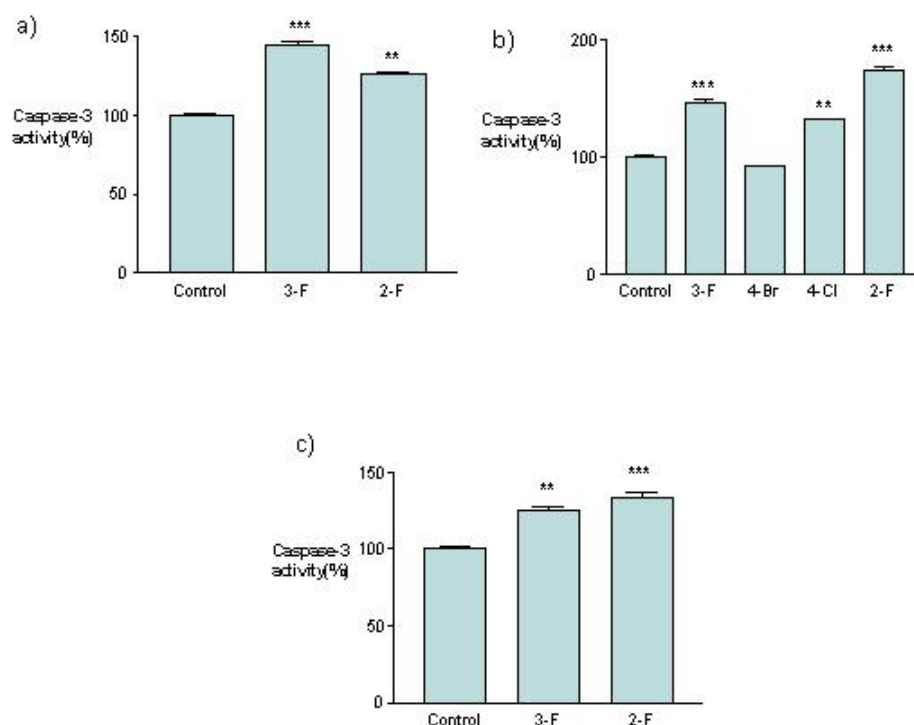 a)
150
***
**
100
Caspase-3
activity(%)
50
0
Control 3-F 2-F
b)
200
***
***
**
Caspase-3
activity(%)
100
0
Control 3-F 4-Br 4-Cl 2-F
c)
150
**
***
100
Caspase-3
activity(%)
50
0
Control 3-F 2-F